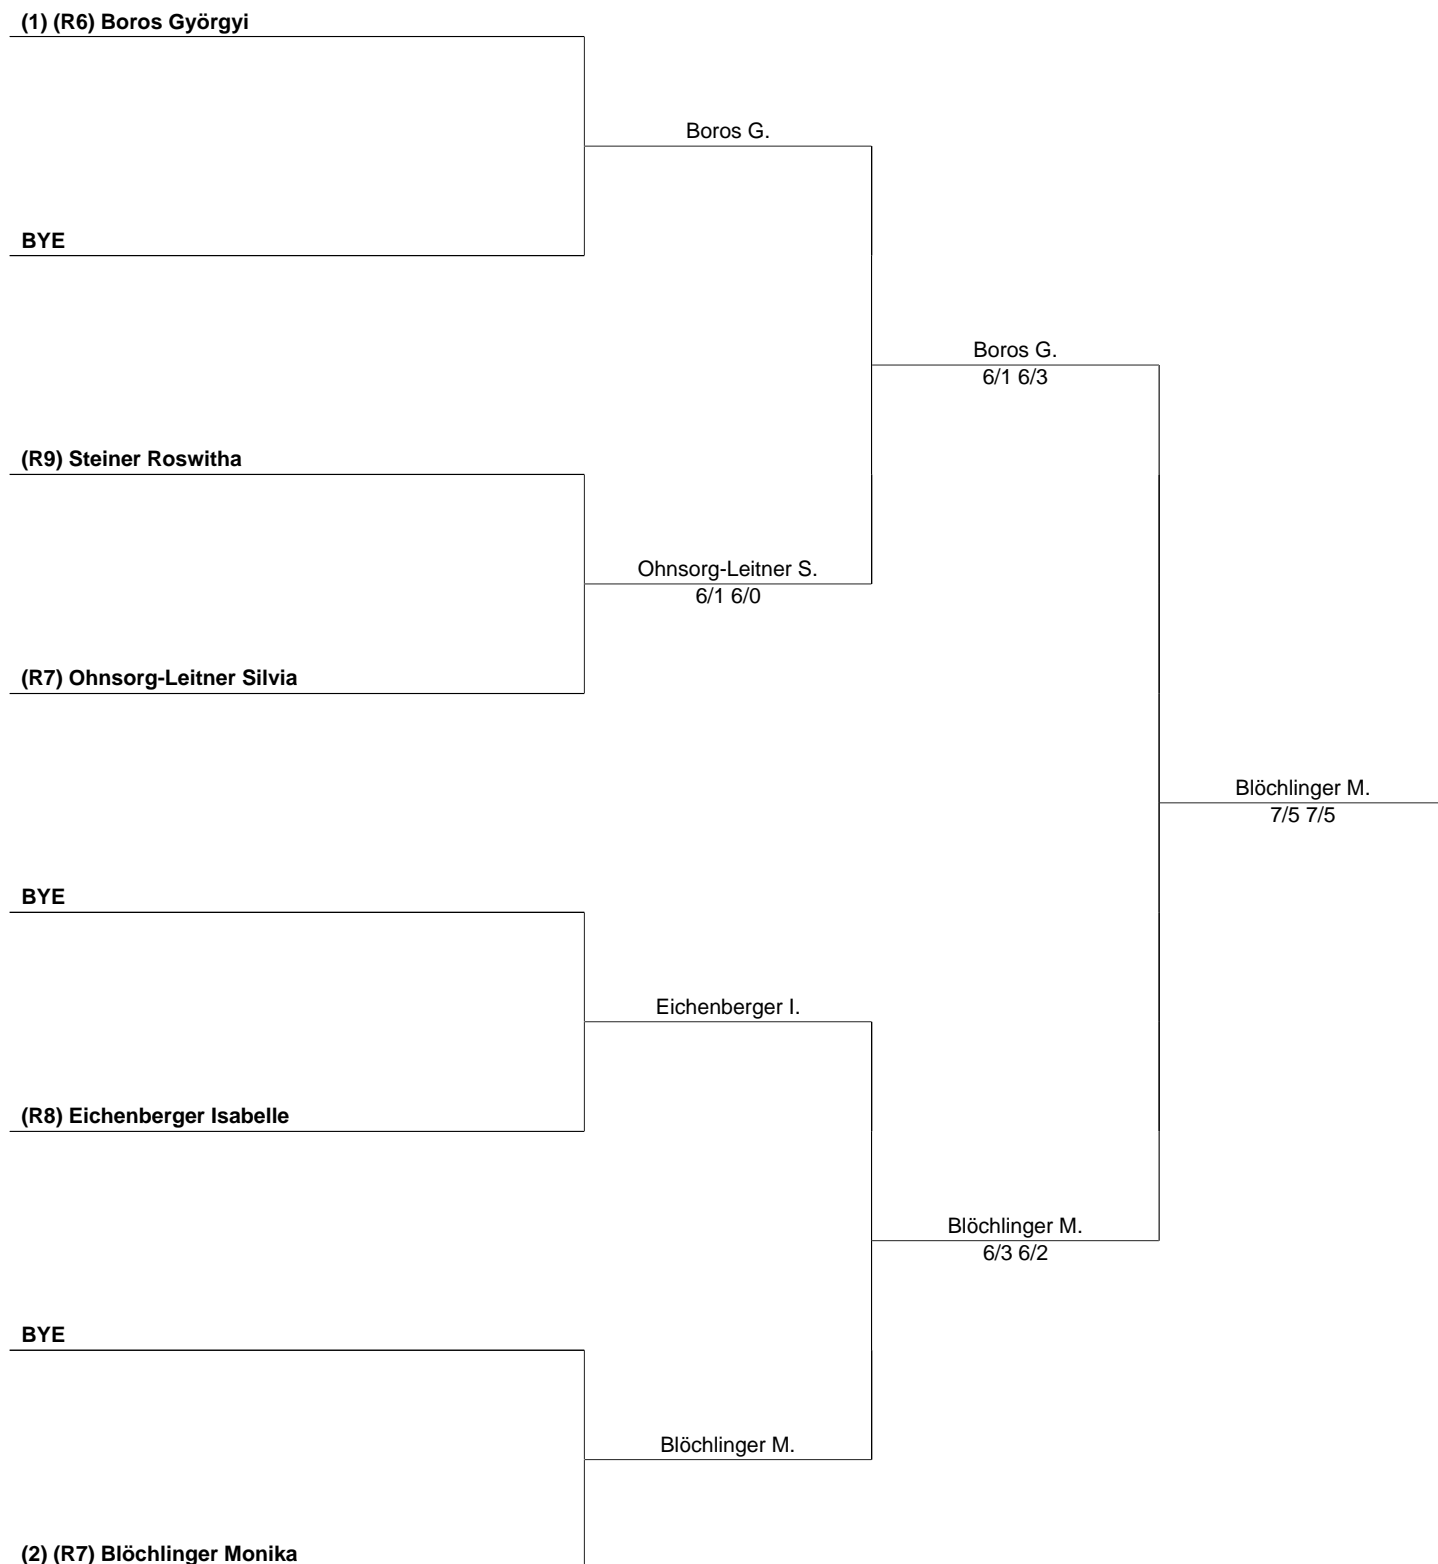 (1) (R6) Boros Györgyi
Boros G.
BYE
Boros G.
6/1 6/3
(R9) Steiner Roswitha
Ohnsorg-Leitner S.
6/1 6/0
(R7) Ohnsorg-Leitner Silvia
Blöchlinger M.
7/5 7/5
BYE
Eichenberger I.
(R8) Eichenberger Isabelle
Blöchlinger M.
6/3 6/2
BYE
Blöchlinger M.
(2) (R7) Blöchlinger Monika